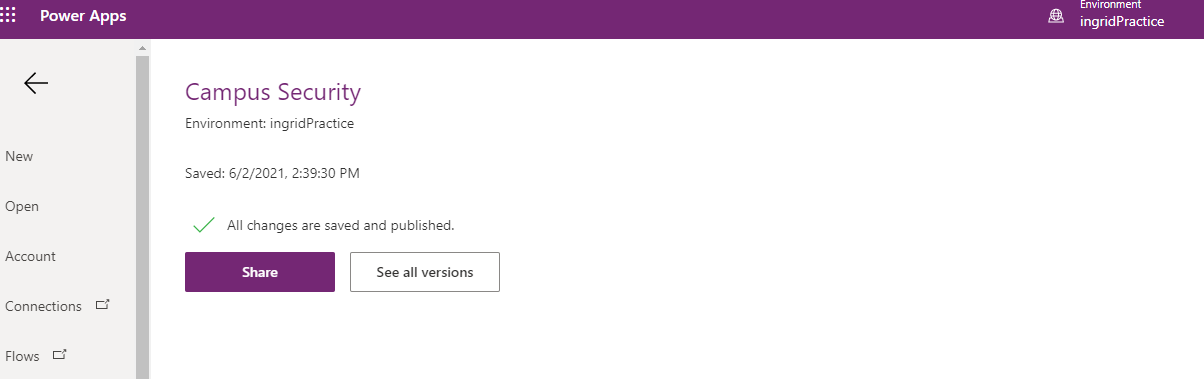 Power Apps
Environment
ingridPractice
Campus Security
Environment: ingridPractice
New
Saved: 6/2/2021, 2:39:30 PM
Open
All changes are saved and published.
Account
Share
See all versions
Connections
Flows